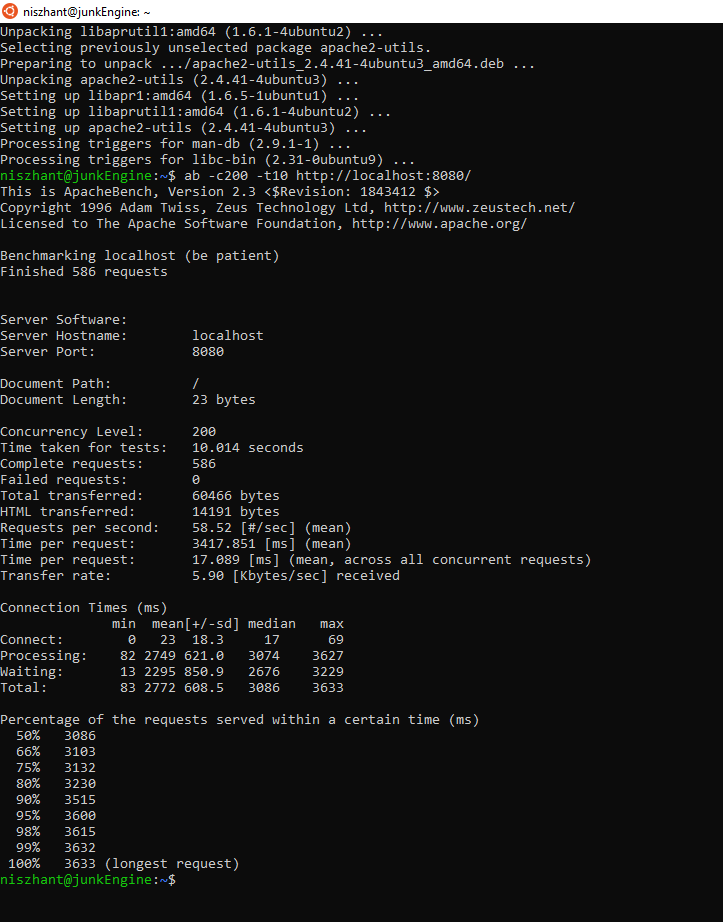 niszhant@junkEngine: ~
Unpacking libaprutil1:amd64 (1.6.1-4ubuntu2) ...
Selecting previously unselected package apache2-utils.
Preparing to unpack .../apache2-utils_2.4.41-4ubuntu3_amd64.deb ...
Unpacking apache2-utils (2.4.41-4ubuntu3) ...
Setting up libapr1:amd64 (1.6.5-1ubuntu1) ...
Setting up libaprutil1:amd64 (1.6.1-4ubuntu2) ...
Setting up apache2-utils (2.4.41-4ubuntu3) ...
Processing triggers for man-db (2.9.1-1) ...
Processing triggers for libc-bin (2.31-0ubuntu9) ...
niszhant@junkEngine:~$ ab -c200 -t10 http://localhost:8080/
This is ApacheBench, Version 2.3 <$Revision: 1843412 $>
Copyright 1996 Adam Twiss, Zeus Technology Ltd, http://www.zeustech.net/
Licensed to The Apache Software Foundation, http://www.apache.org/

Benchmarking localhost (be patient)
Finished 586 requests


Server Software:
Server Hostname:        localhost
Server Port:            8080

Document Path:          /
Document Length:        23 bytes

Concurrency Level:      200
Time taken for tests:   10.014 seconds
Complete requests:      586
Failed requests:        0
Total transferred:      60466 bytes
HTML transferred:       14191 bytes
Requests per second:    58.52 [#/sec] (mean)
Time per request:       3417.851 [ms] (mean)
Time per request:       17.089 [ms] (mean, across all concurrent requests)
Transfer rate:          5.90 [Kbytes/sec] received

Connection Times (ms)
              min  mean[+/-sd] median   max
Connect:        0   23  18.3     17      69
Processing:    82 2749 621.0   3074    3627
Waiting:       13 2295 850.9   2676    3229
Total:         83 2772 608.5   3086    3633

Percentage of the requests served within a certain time (ms)
  50%   3086
  66%   3103
  75%   3132
  80%   3230
  90%   3515
  95%   3600
  98%   3615
  99%   3632
 100%   3633 (longest request)
niszhant@junkEngine:~$